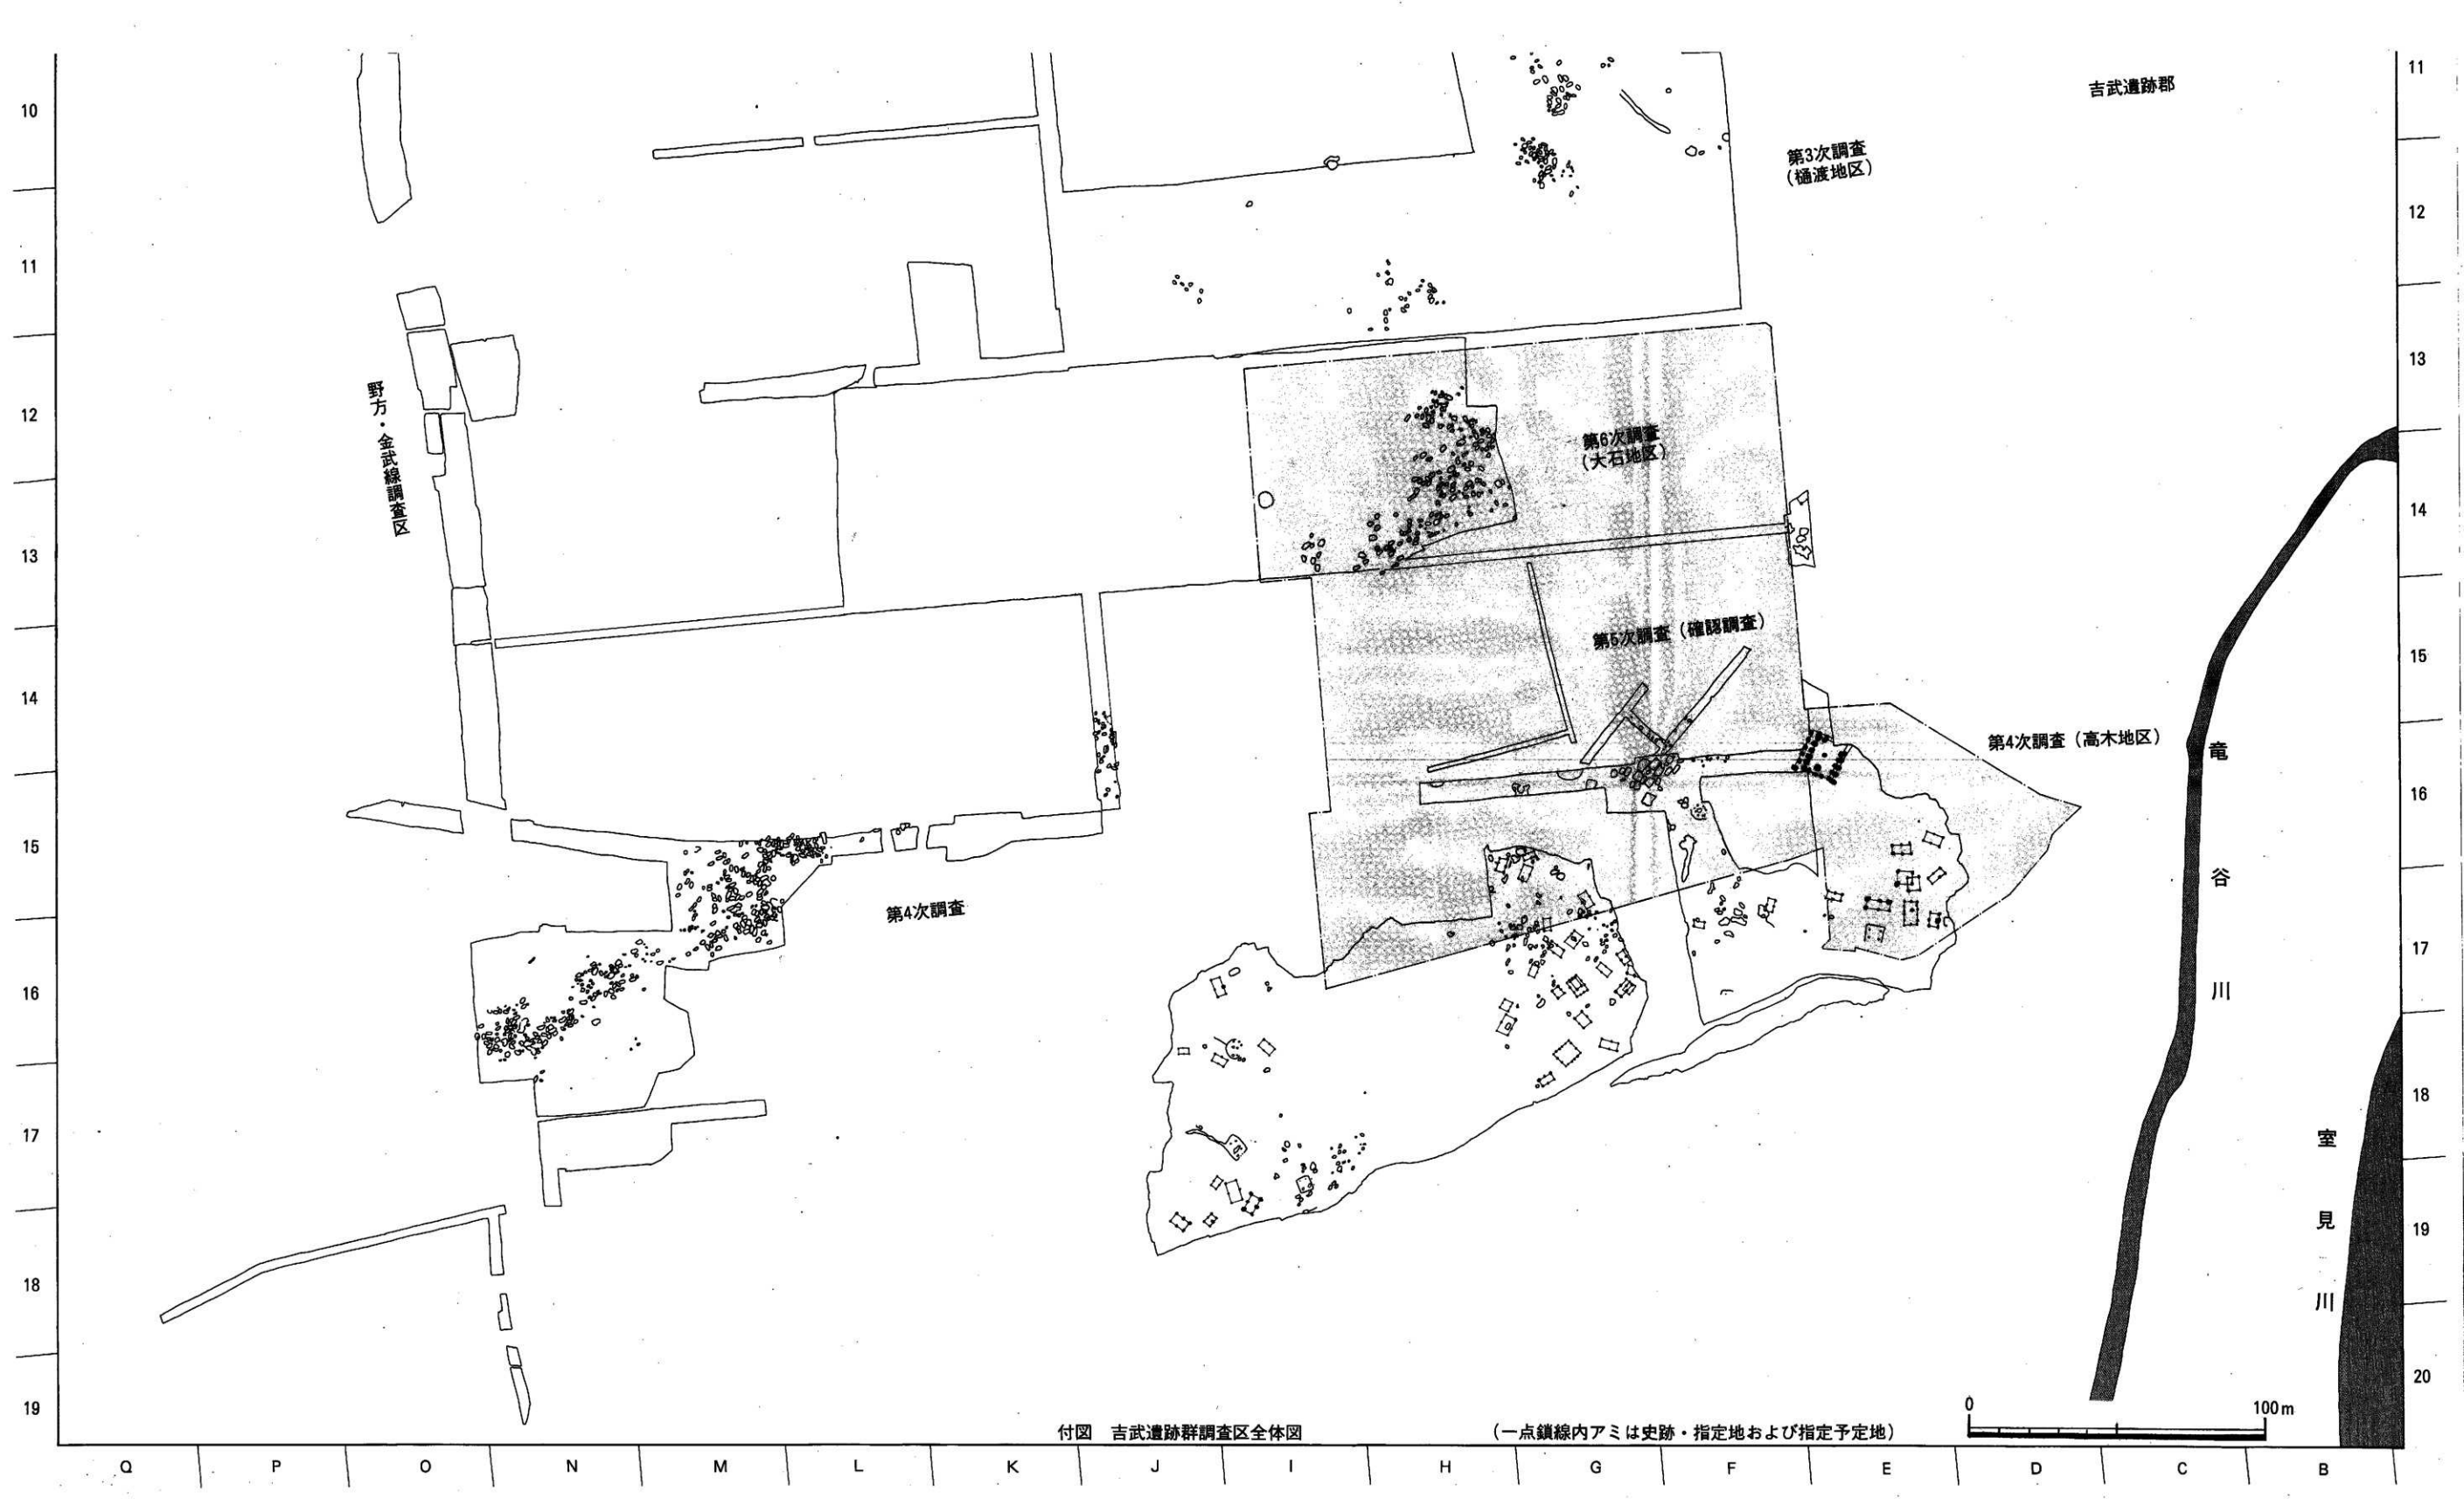 吉武遺跡郡
第3次調査
(樋渡地区)
野方・金武線調査区
第6次調査
(大石地区)
第5次調査(確認調査)
第4次調査(高木地区)
第4次調査
竜谷川
室見川
10
11
12
13
14
15
16
17
18
19
11
12
13
14
15
16
17
18
19
20
0 100m
付図 吉武遺跡群調査区全体図 (一点鎖線内アミは史跡・指定地および指定予定地)
Q P O N M L K J I H G F E D C B